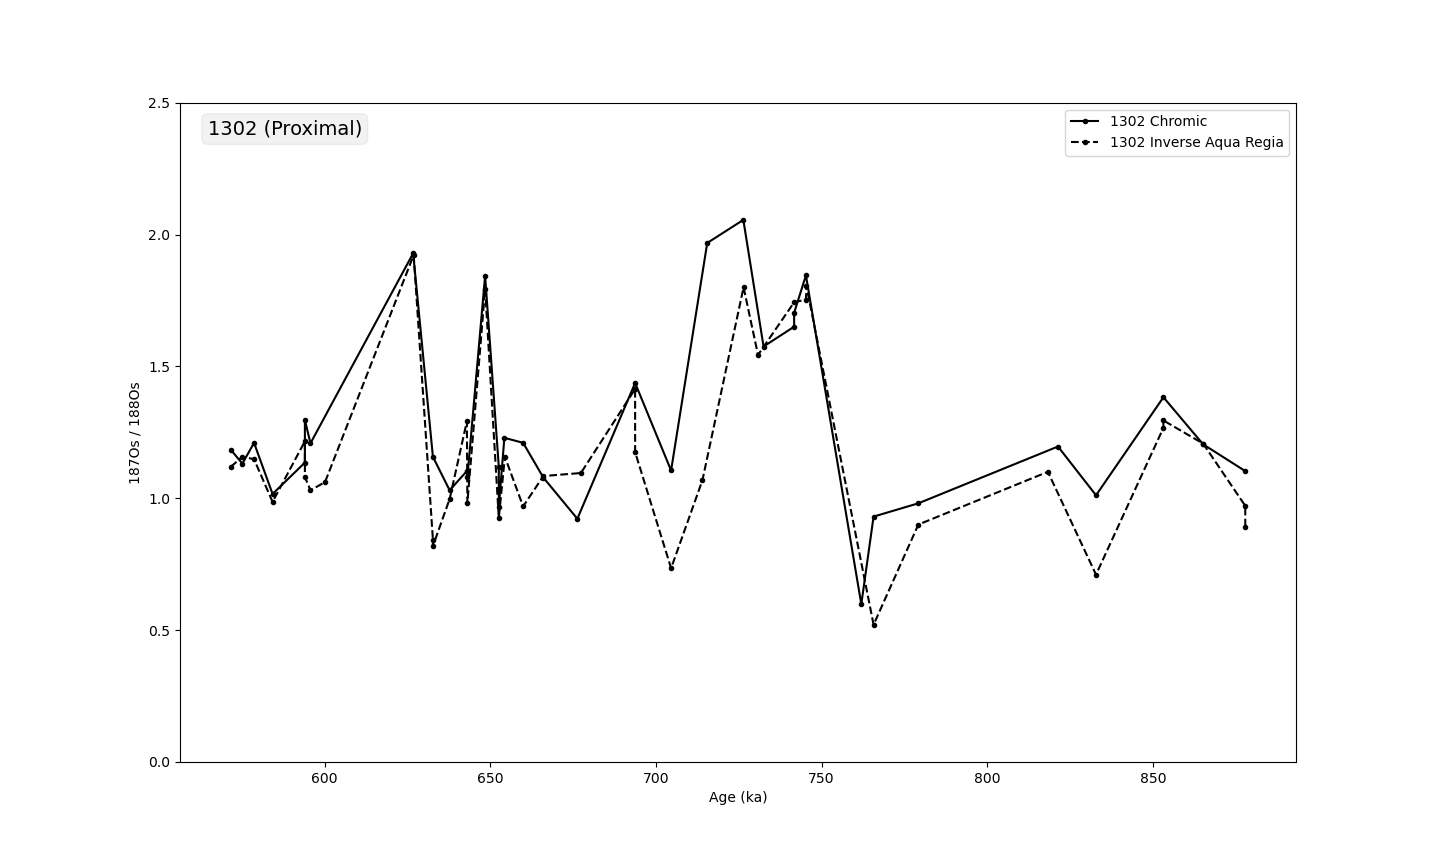 1302 (Proximal)
1302 Chromic
1302 Inverse Aqua Regia
2.5
2.0
1.5
1.0
0.5
0.0
187Os / 188Os
600 650 700 750 800 850
Age (ka)